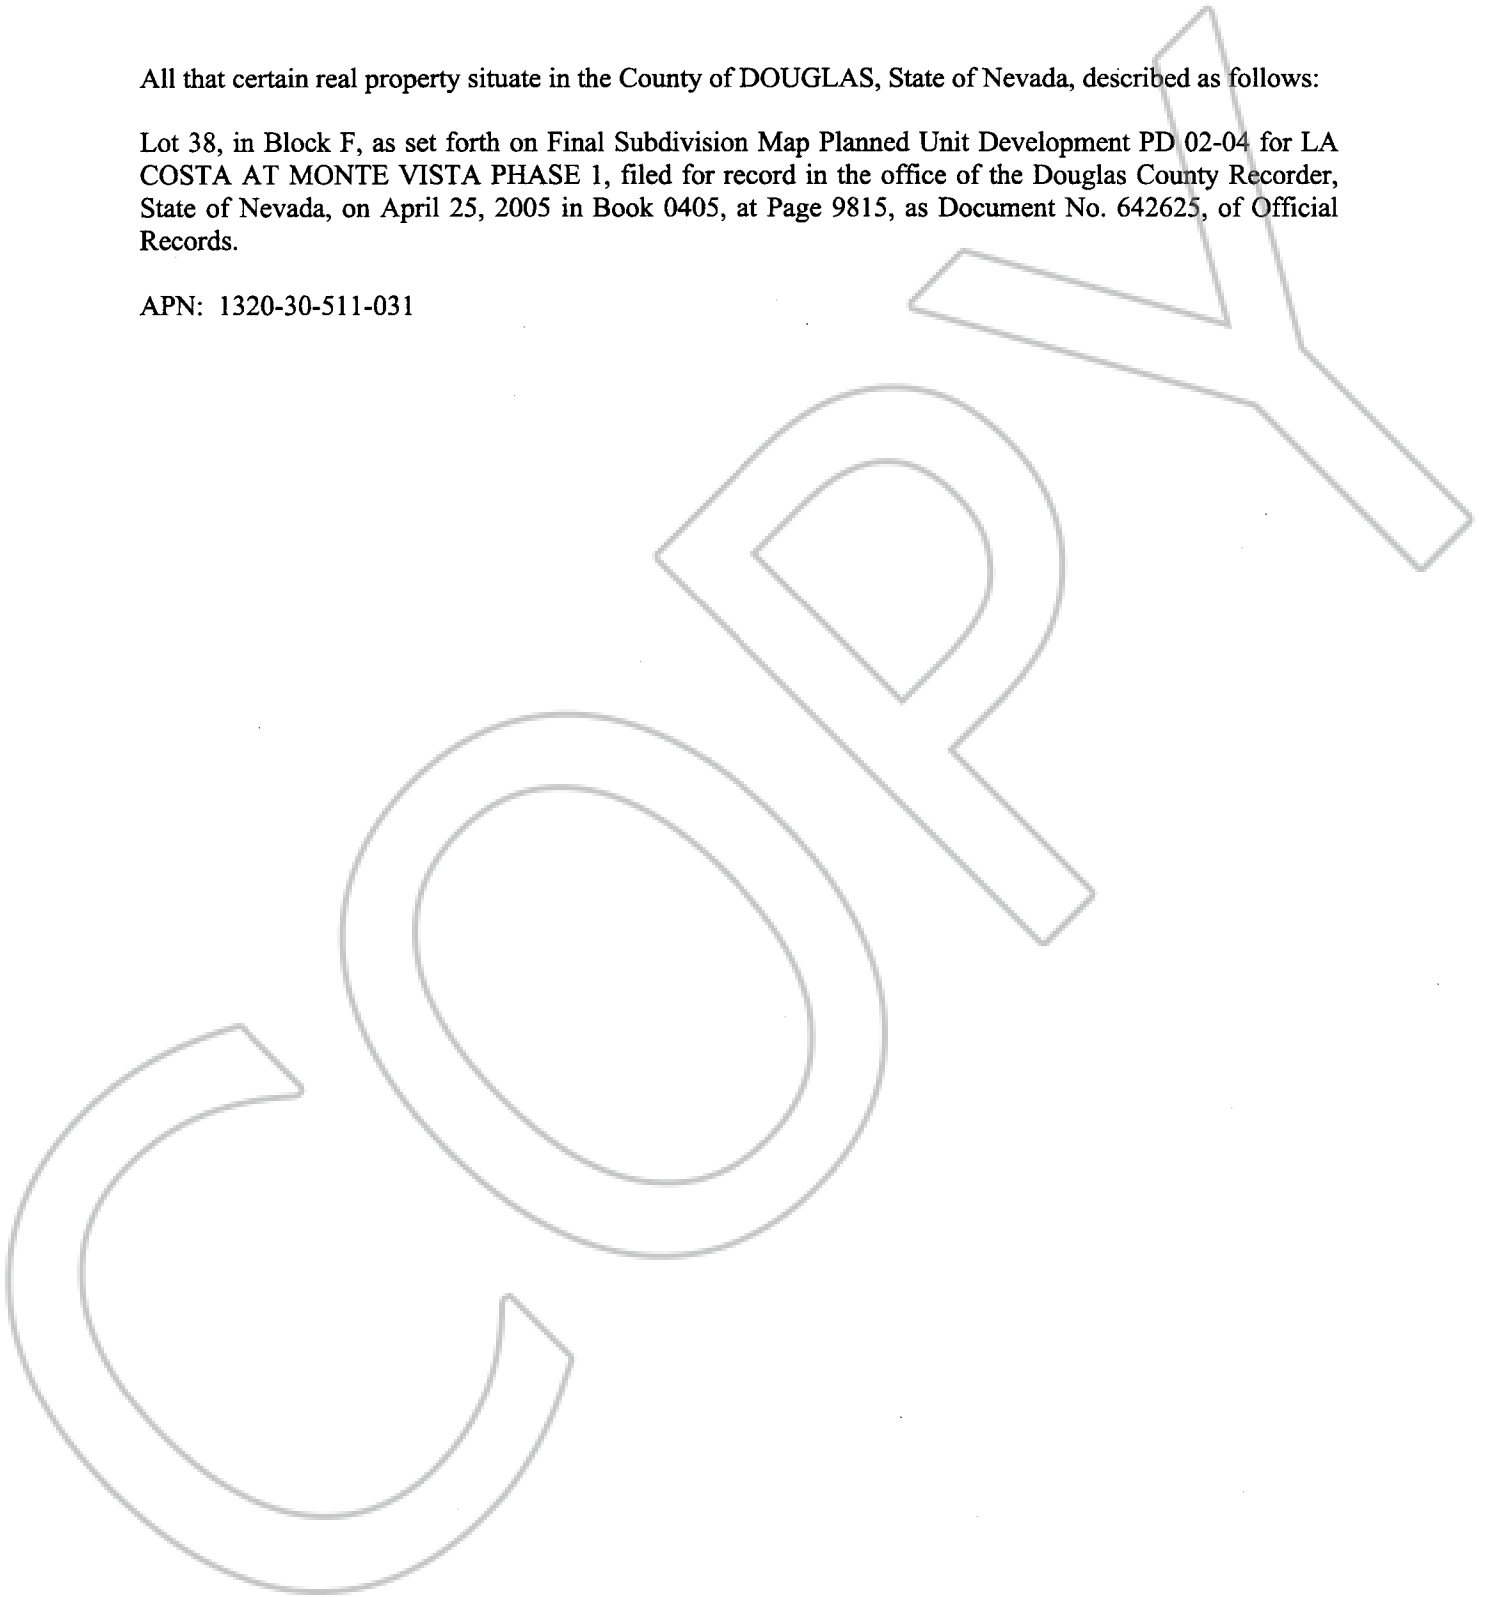 All that certain real property situate in the County of DOUGLAS, State of Nevada, described as follows:
Lot 38, in Block F, as set forth on Final Subdivision Map Planned Unit Development PD 02-04 for LA
COSTA AT MONTE VISTA PHASE 1, filed for record in the office of the Douglas County Recorder,
State of Nevada, on April 25, 2005 in Book 0405, at Page 9815, as Document No. 642625, of Official
Records.
APN: 1320-30-511-031
COPY